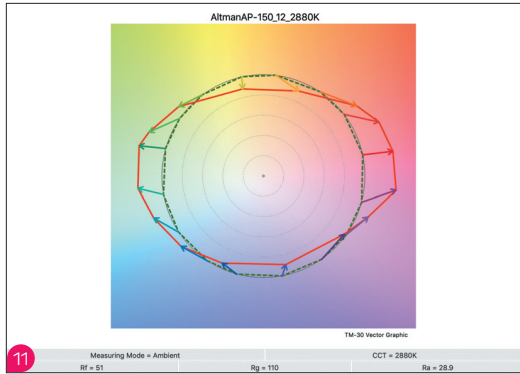 AltmanAP-150_12_2880K
TM-30 Vector Graphic
Measuring Mode = Ambient CCT = 2880K
Rf = 51 Rg = 110 Ra = 28.9
11